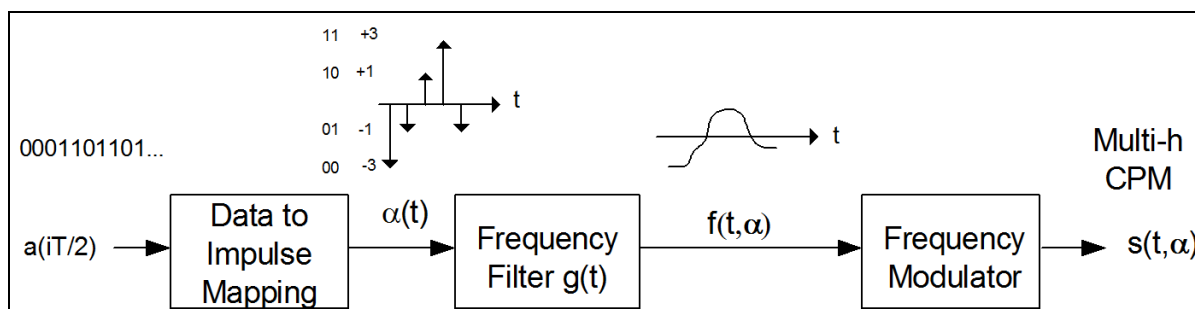 11 +3
10 +1
t
01 -1
00 -3
0001101101...
t
Multi-h
CPM
a(iT/2)
Data to
Impulse
Mapping
α(t)
Frequency
Filter g(t)
f(t,α)
Frequency
Modulator
s(t,α)